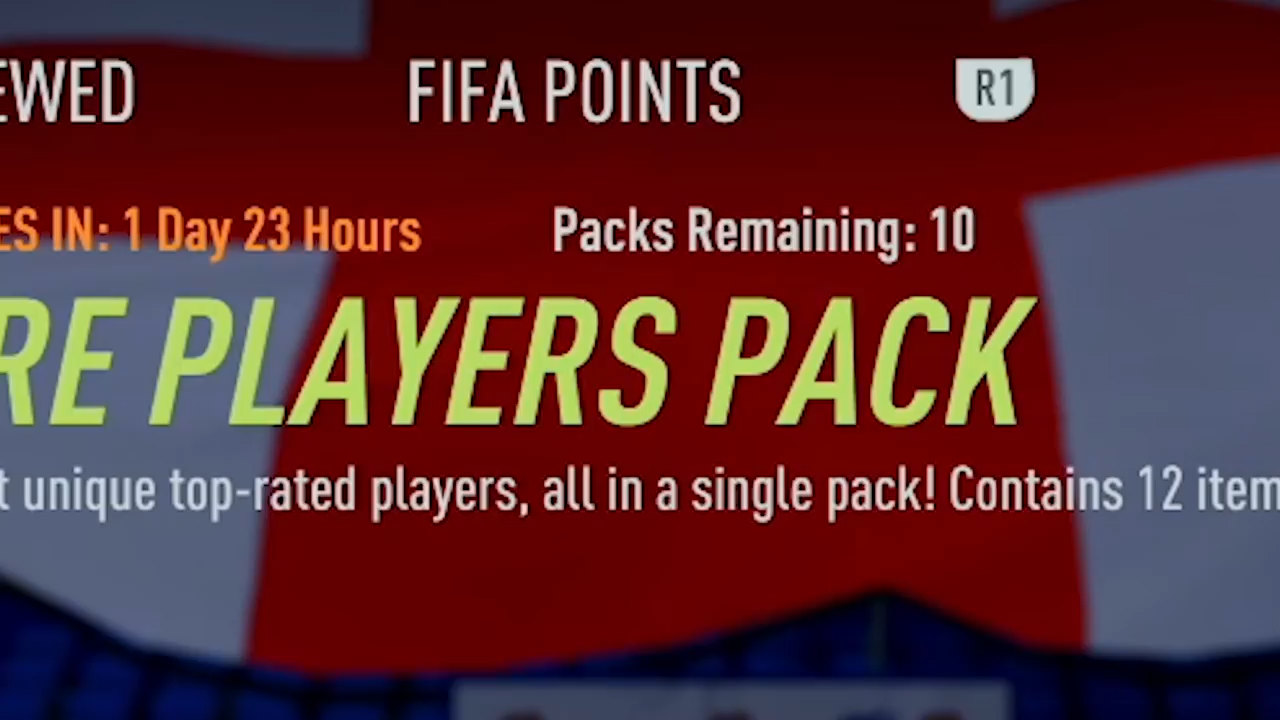 EWED FIFA POINTS R1
ES IN: 1 Day 23 Hours Packs Remaining: 10
RE PLAYERS PACK
t unique top-rated players, all in a single pack! Contains 12 item